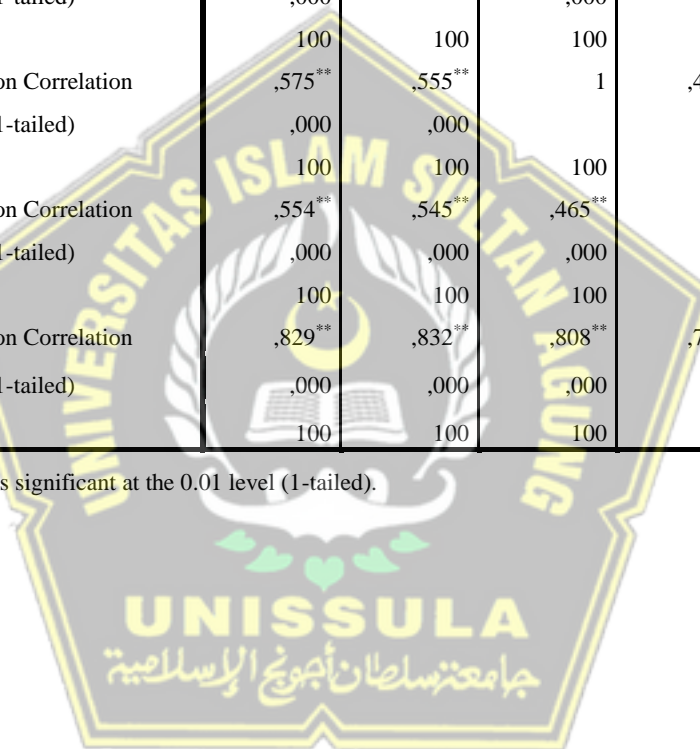 -tailed) ,000 ,000
100 100 100
on Correlation ,575** ,555** 1 ,4
1-tailed) ,000 ,000
100 100 100
on Correlation ,554** ,545** ,465**
1-tailed) ,000 ,000 ,000
100 100 100
on Correlation ,829** ,832** ,808** ,7
1-tailed) ,000 ,000 ,000
100 100 100
s significant at the 0.01 level (1-tailed).
UNIVERSITAS ISLAM SULTAN AGUNG
UNISSULA
جامعنسلطان أجونج الإسلامية